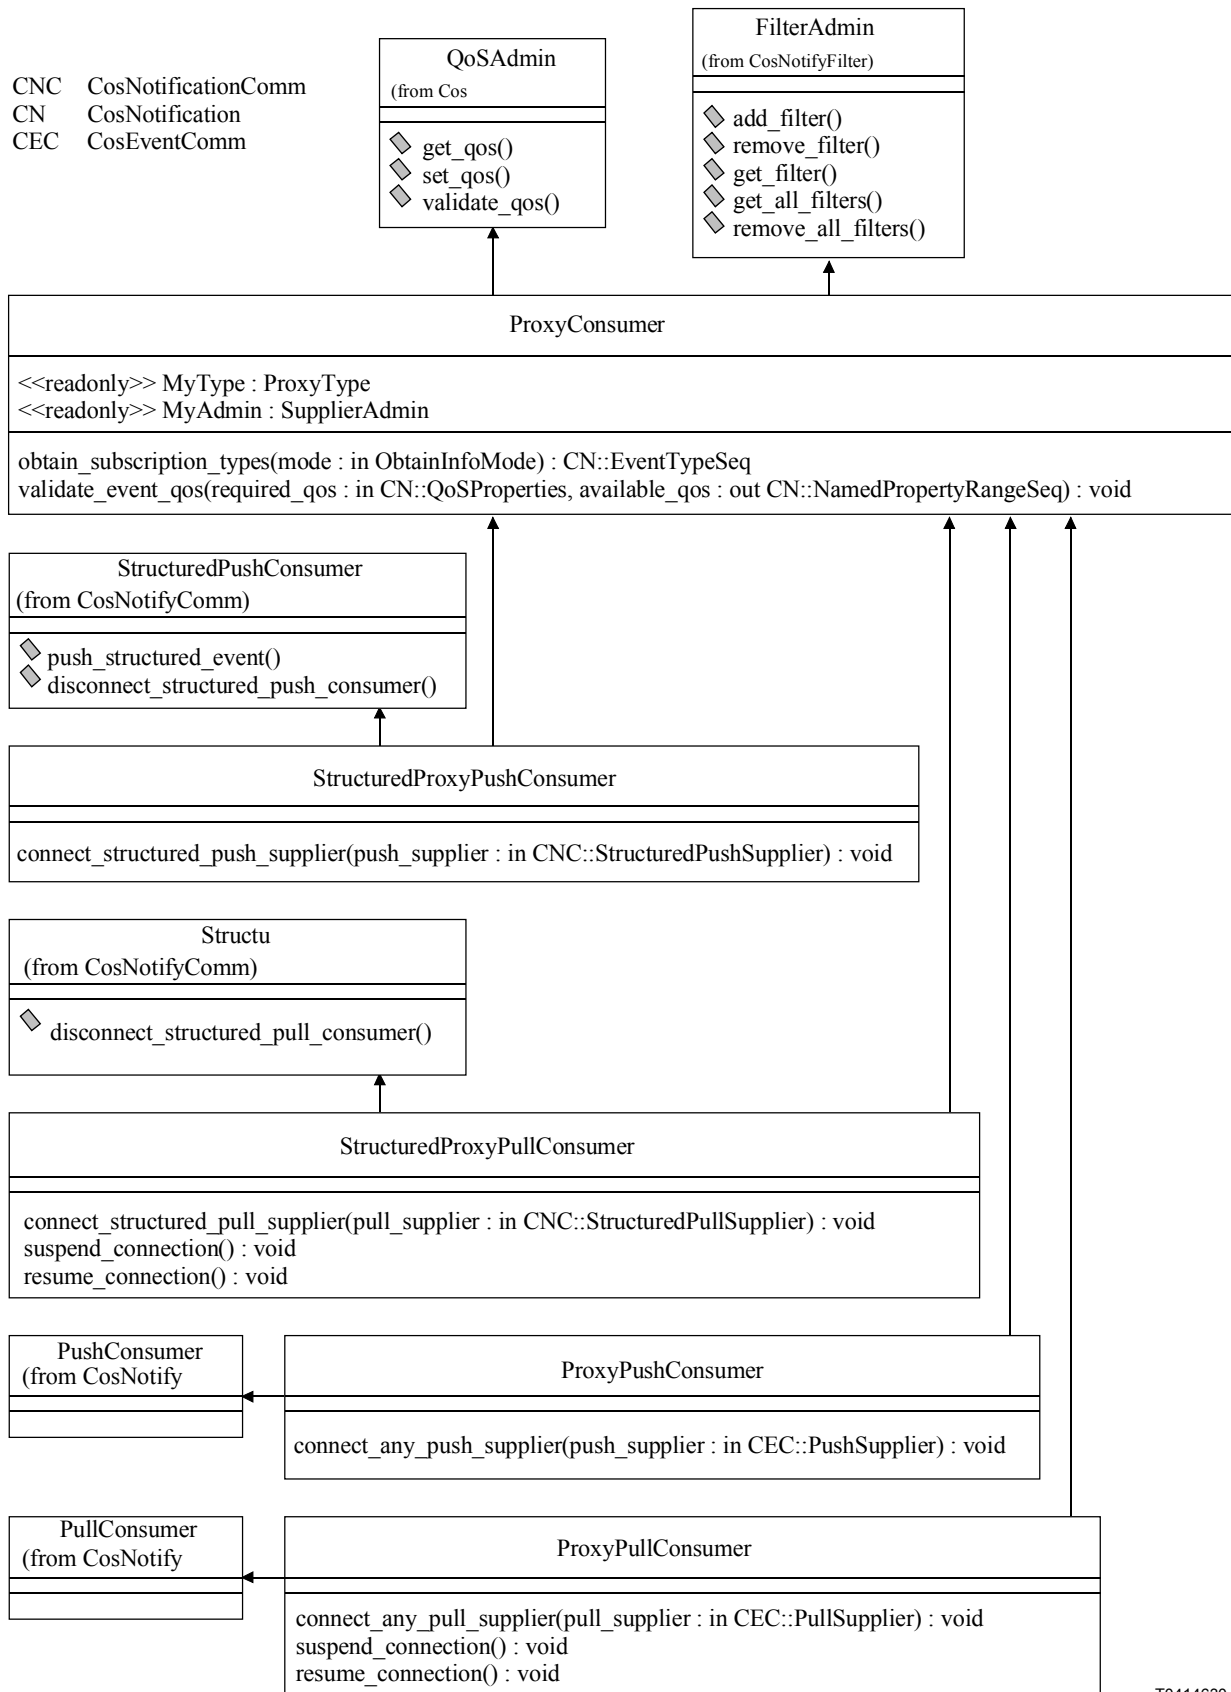 CNC CosNotificationComm
CN CosNotification
CEC CosEventComm
QoSAdmin
(from Cos
get_qos()
set_qos()
validate_qos()
FilterAdmin
(from CosNotifyFilter)
add_filter()
remove_filter()
get_filter()
get_all_filters()
remove_all_filters()
ProxyConsumer
<<readonly>> MyType : ProxyType
<<readonly>> MyAdmin : SupplierAdmin
obtain_subscription_types(mode : in ObtainInfoMode) : CN::EventTypeSeq
validate_event_qos(required_qos : in CN::QoSProperties, available_qos : out CN::NamedPropertyRangeSeq) : void
StructuredPushConsumer
(from CosNotifyComm)
push_structured_event()
disconnect_structured_push_consumer()
StructuredProxyPushConsumer
connect_structured_push_supplier(push_supplier : in CNC::StructuredPushSupplier) : void
Structu
(from CosNotifyComm)
disconnect_structured_pull_consumer()
StructuredProxyPullConsumer
connect_structured_pull_supplier(pull_supplier : in CNC::StructuredPullSupplier) : void
suspend_connection() : void
resume_connection() : void
PushConsumer
(from CosNotify
ProxyPushConsumer
connect_any_push_supplier(push_supplier : in CEC::PushSupplier) : void
PullConsumer
(from CosNotify
ProxyPullConsumer
connect_any_pull_supplier(pull_supplier : in CEC::PullSupplier) : void
suspend_connection() : void
resume_connection() : void